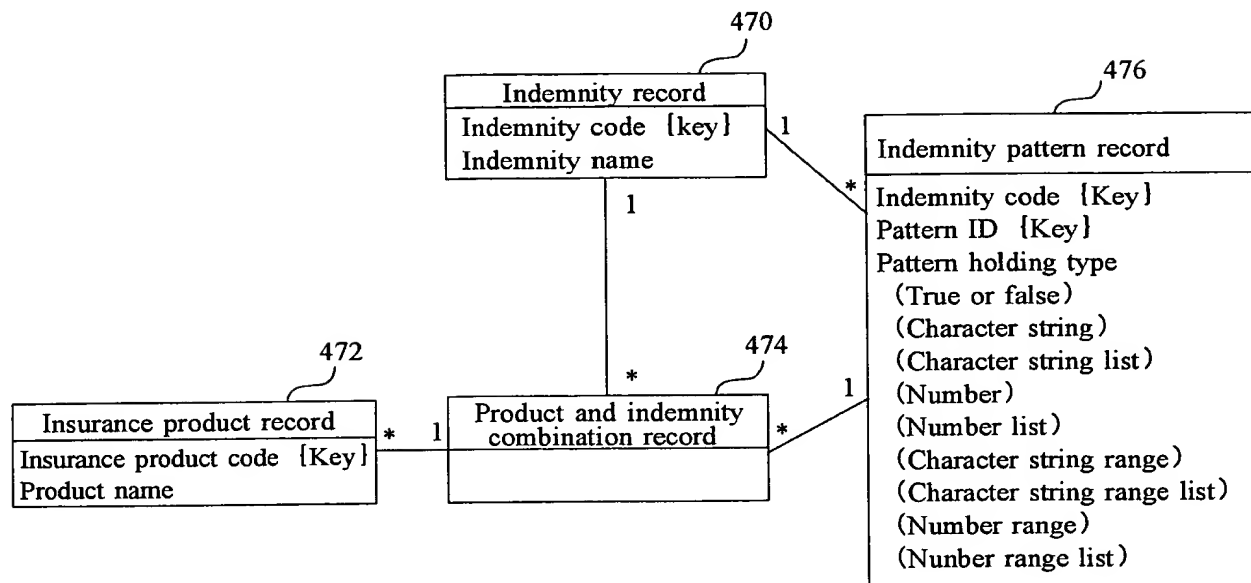 470
Indemnity record
Indemnity code {key}
Indemnity name
1
1
*
476
Indemnity pattern record
Indemnity code {Key}
Pattern ID {Key}
Pattern holding type
(True or false)
(Character string)
(Character string list)
(Number)
(Number list)
(Character string range)
(Character string range list)
(Number range)
(Nunber range list)
472
Insurance product record
Insurance product code {Key}
Product name
*
1
474
*
Product and indemnity
combination record
*
1